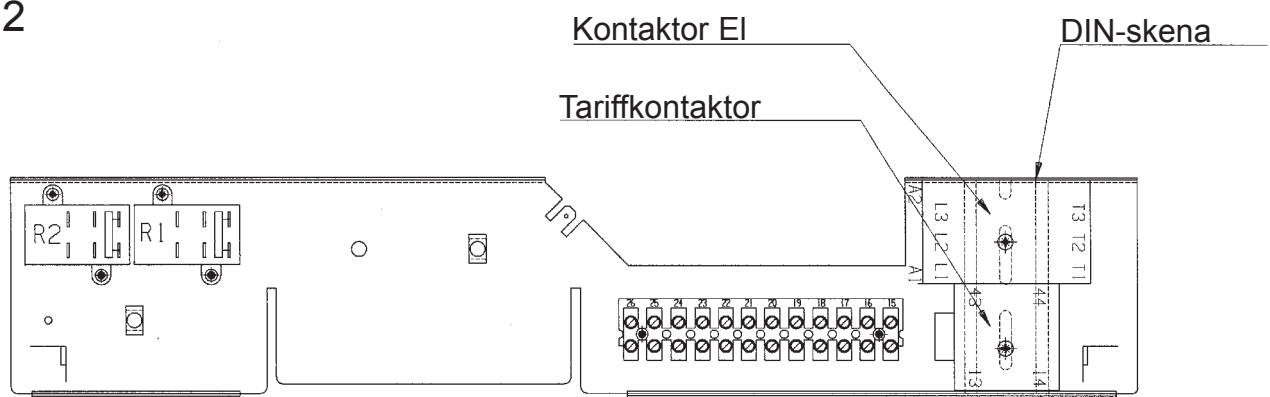 2
Kontaktor El
DIN-skena
Tariffkontaktor
R2
R1
A2
L3 L2 L1
A1
T3 T2 T1
43
44
13
14
26 25 24 23 22 21 20 19 18 17 16 15